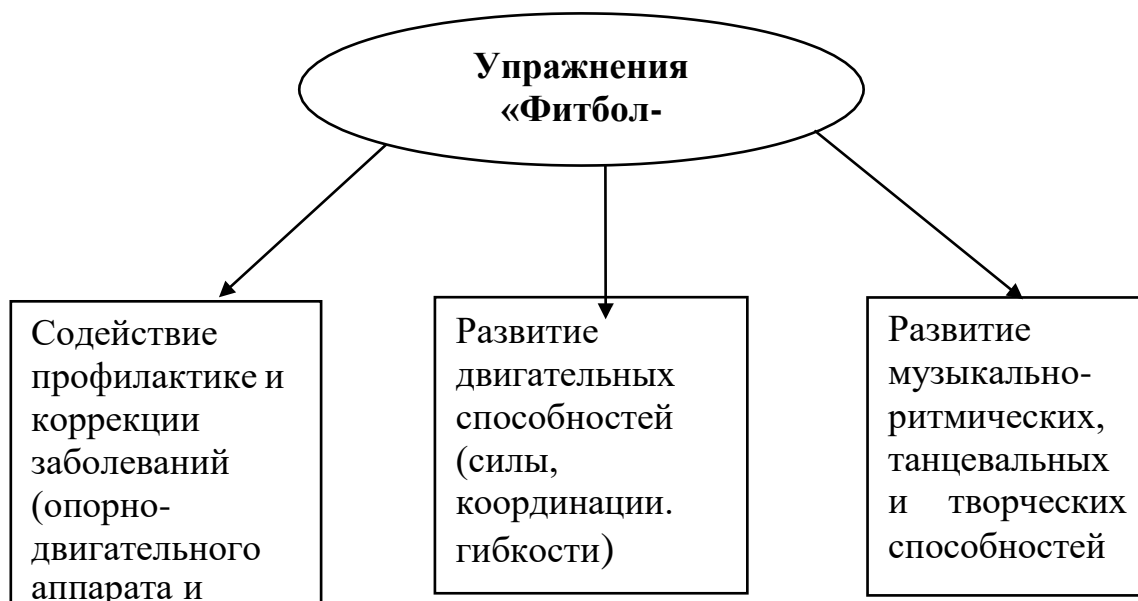 Упражнения
«Фитбол-
Содействие
профилактике и
коррекции
заболеваний
(опорно-
двигательного
аппарата и
Развитие
двигательных
способностей
(силы,
координации.
гибкости)
Развитие
музыкально-
ритмических,
танцевальных
и творческих
способностей